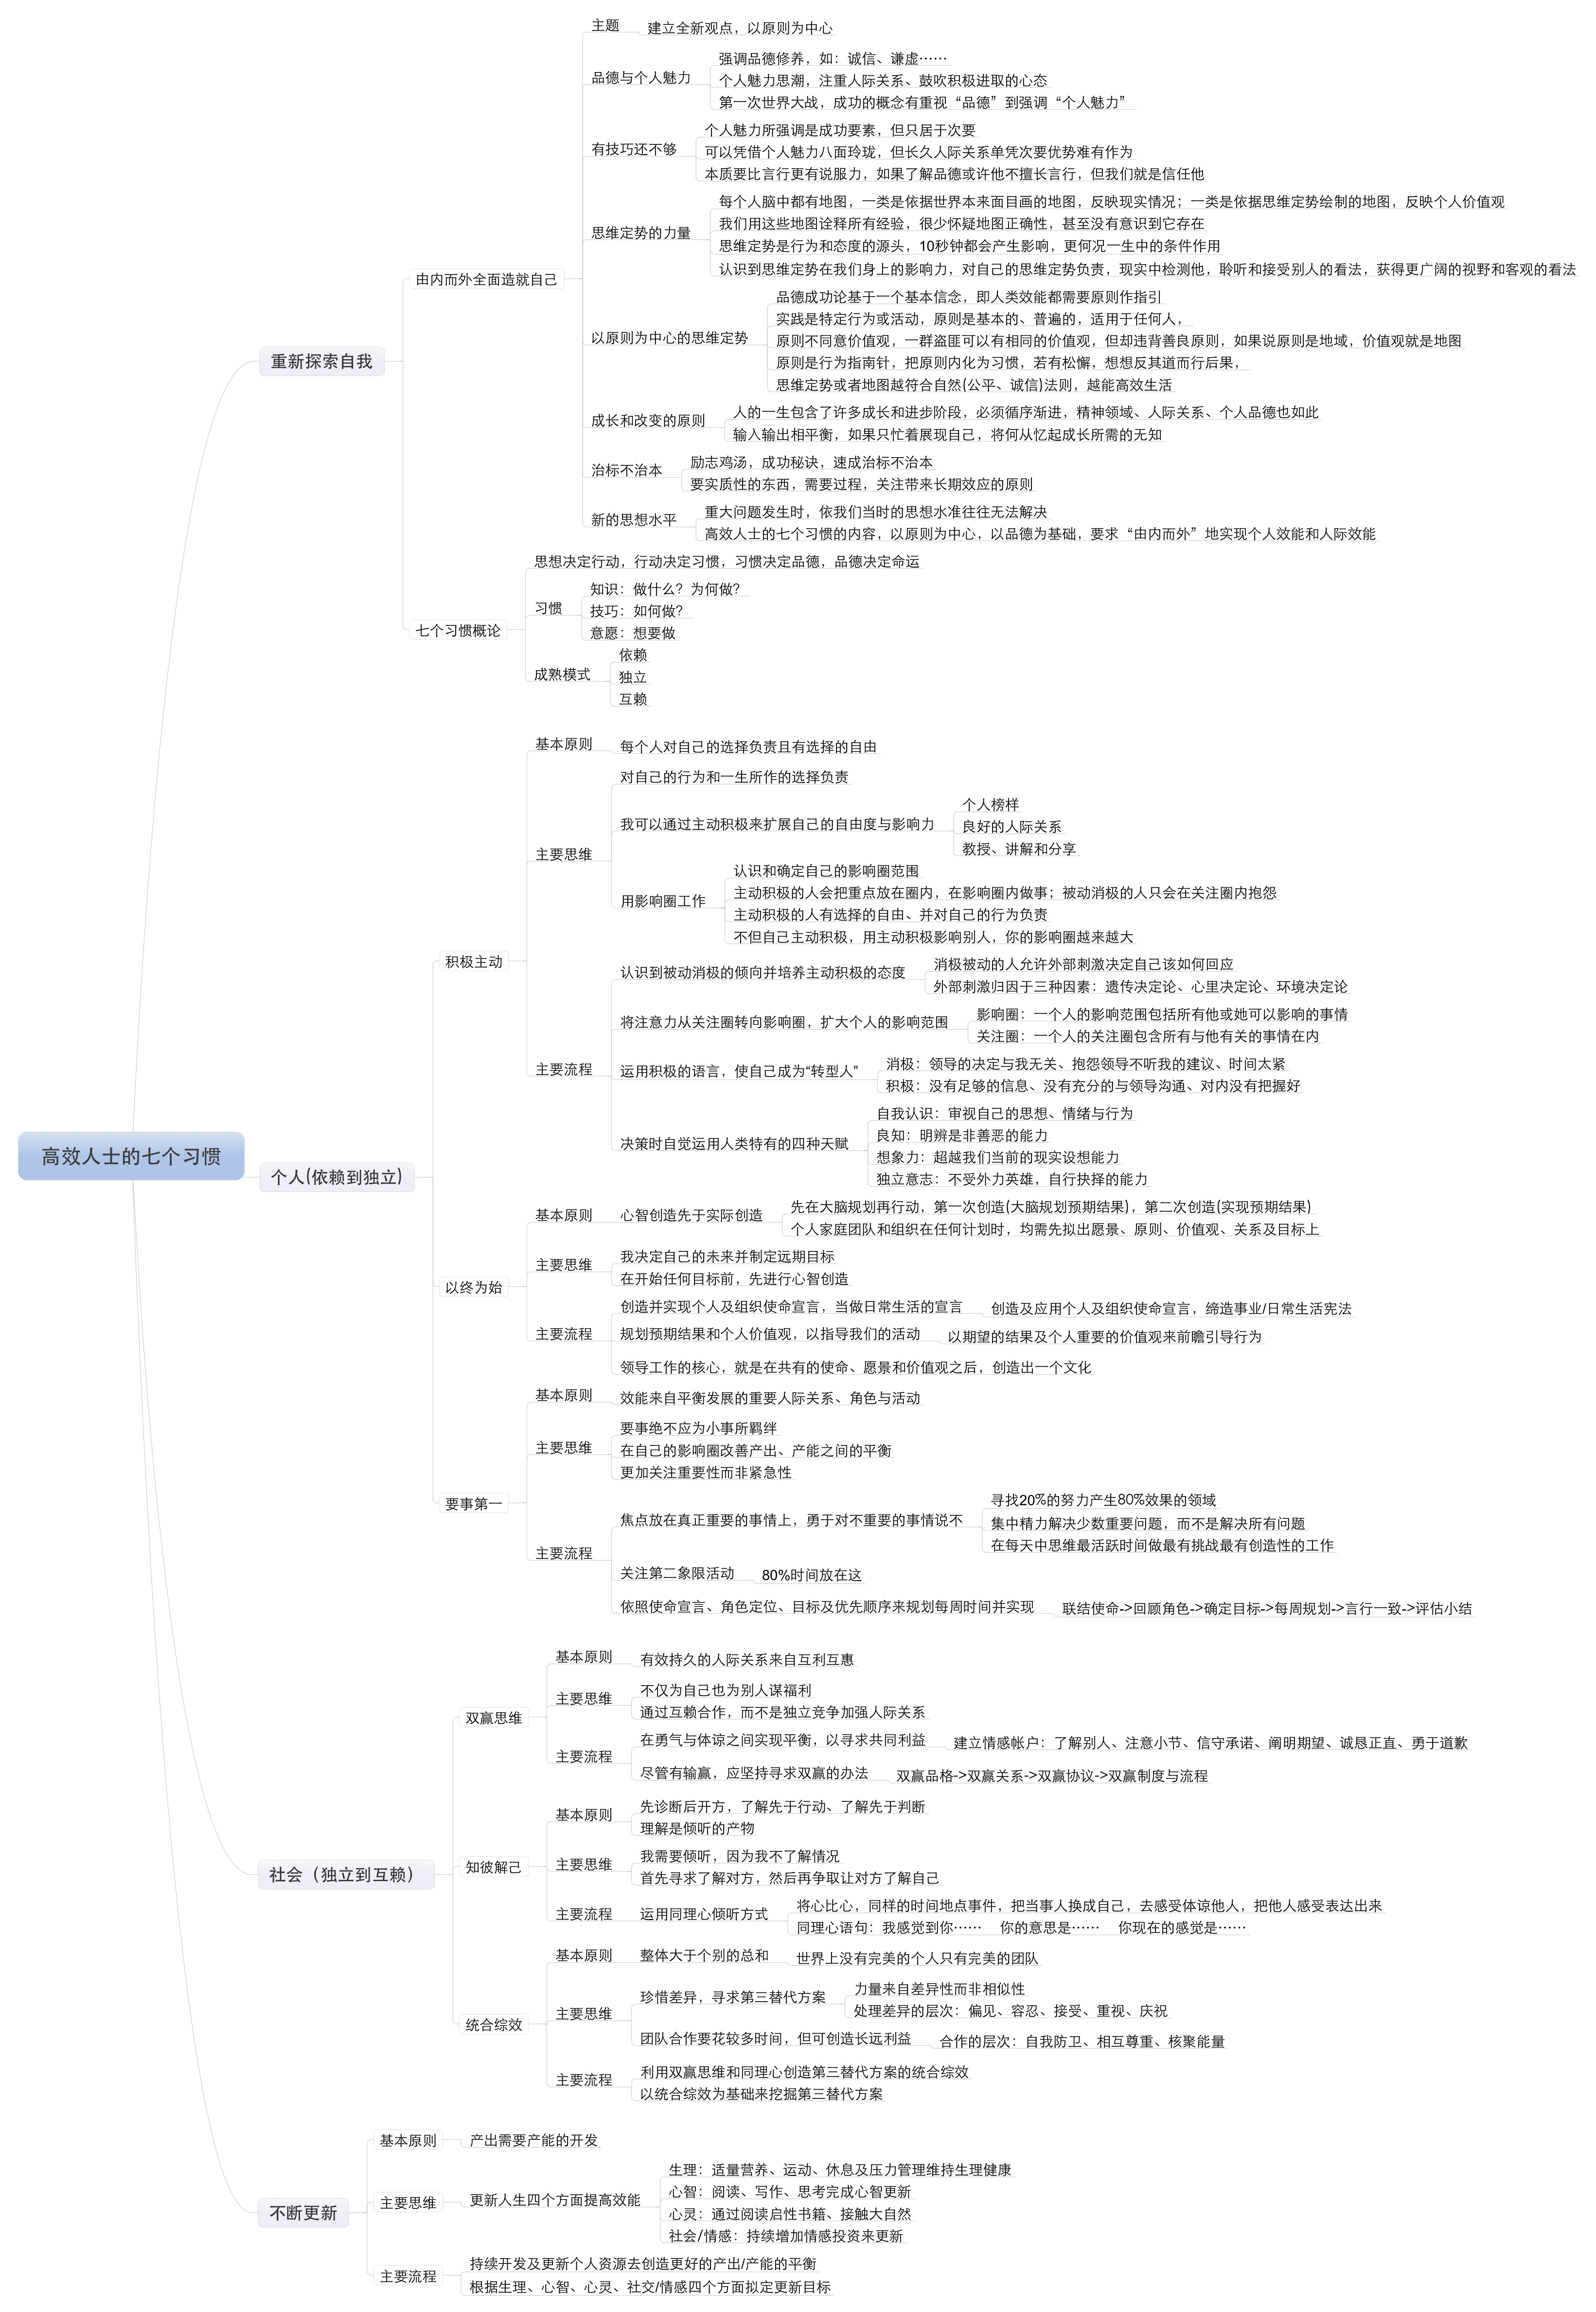 高效人士的七个习惯
重新探索自我
由内而外全面造就自己
主题
建立全新观点，以原则为中心
品德与个人魅力
强调品德修养，如：诚信、谦虚……
个人魅力思潮，注重人际关系、鼓吹积极进取的心态
第一次世界大战，成功的概念有重视“品德”到强调“个人魅力”
有技巧还不够
个人魅力所强调是成功要素，但只居于次要
可以凭借个人魅力八面玲珑，但长久人际关系单凭次要优势难有作为
本质要比言行更有说服力，如果了解品德或许他不擅长言行，但我们就是信任他
思维定势的力量
每个人脑中都有地图，一类是依据世界本来面目画的地图，反映现实情况；一类是依据思维定势绘制的地图，反映个人价值观
我们用这些地图诠释所有经验，很少怀疑地图正确性，甚至没有意识到它存在
思维定势是行为和态度的源头，10秒钟都会产生影响，更何况一生中的条件作用
认识到思维定势在我们身上的影响力，对自己的思维定势负责，现实中检测他，聆听和接受别人的看法，获得更广阔的视野和客观的看法
以原则为中心的思维定势
品德成功论基于一个基本信念，即人类效能都需要原则作指引
实践是特定行为或活动，原则是基本的、普遍的，适用于任何人，
原则不同意价值观，一群盗匪可以有相同的价值观，但却违背善良原则，如果说原则是地域，价值观就是地图
原则是行为指南针，把原则内化为习惯，若有松懈，想想反其道而行后果，
思维定势或者地图越符合自然(公平、诚信)法则，越能高效生活
成长和改变的原则
人的一生包含了许多成长和进步阶段，必须循序渐进，精神领域、人际关系、个人品德也如此
输入输出相平衡，如果只忙着展现自己，将何从忆起成长所需的无知
治标不治本
励志鸡汤，成功秘诀，速成治标不治本
要实质性的东西，需要过程，关注带来长期效应的原则
新的思想水平
重大问题发生时，依我们当时的思想水准往往无法解决
高效人士的七个习惯的内容，以原则为中心，以品德为基础，要求“由内而外”地实现个人效能和人际效能
七个习惯概论
思想决定行动，行动决定习惯，习惯决定品德，品德决定命运
习惯
知识：做什么？为何做？
技巧：如何做？
意愿：想要做
成熟模式
依赖
独立
互赖
个人(依赖到独立)
积极主动
基本原则
每个人对自己的选择负责且有选择的自由
主要思维
对自己的行为和一生所作的选择负责
我可以通过主动积极来扩展自己的自由度与影响力
个人榜样
良好的人际关系
教授、讲解和分享
用影响圈工作
认识和确定自己的影响圈范围
主动积极的人会把重点放在圈内，在影响圈内做事；被动消极的人只会在关注圈内抱怨
主动积极的人有选择的自由、并对自己的行为负责
不但自己主动积极，用主动积极影响别人，你的影响圈越来越大
主要流程
认识到被动消极的倾向并培养主动积极的态度
消极被动的人允许外部刺激决定自己该如何回应
外部刺激归因于三种因素：遗传决定论、心里决定论、环境决定论
将注意力从关注圈转向影响圈，扩大个人的影响范围
影响圈：一个人的影响范围包括所有他或她可以影响的事情
关注圈：一个人的关注圈包含所有与他有关的事情在内
运用积极的语言，使自己成为“转型人”
消极：领导的决定与我无关、抱怨领导不听我的建议、时间太紧
积极：没有足够的信息、没有充分的与领导沟通、对内没有把握好
决策时自觉运用人类特有的四种天赋
自我认识：审视自己的思想、情绪与行为
良知：明辨是非善恶的能力
想象力：超越我们当前的现实设想能力
独立意志：不受外力英雄，自行抉择的能力
以终为始
基本原则
心智创造先于实际创造
先在大脑规划再行动，第一次创造(大脑规划预期结果)，第二次创造(实现预期结果)
个人家庭团队和组织在任何计划时，均需先拟出愿景、原则、价值观、关系及目标上
主要思维
我决定自己的未来并制定远期目标
在开始任何目标前，先进行心智创造
主要流程
创造并实现个人及组织使命宣言，当做日常生活的宣言
创造及应用个人及组织使命宣言，缔造事业/日常生活宪法
规划预期结果和个人价值观，以指导我们的活动
以期望的结果及个人重要的价值观来前瞻引导行为
领导工作的核心，就是在共有的使命、愿景和价值观之后，创造出一个文化
要事第一
基本原则
效能来自平衡发展的重要人际关系、角色与活动
主要思维
要事绝不应为小事所羁绊
在自己的影响圈改善产出、产能之间的平衡
更加关注重要性而非紧急性
主要流程
焦点放在真正重要的事情上，勇于对不重要的事情说不
寻找20%的努力产生80%效果的领域
集中精力解决少数重要问题，而不是解决所有问题
在每天中思维最活跃时间做最有挑战最有创造性的工作
关注第二象限活动
80%时间放在这
依照使命宣言、角色定位、目标及优先顺序来规划每周时间并实现
联结使命->回顾角色->确定目标->每周规划->言行一致->评估小结
社会（独立到互赖）
双赢思维
基本原则
有效持久的人际关系来自互利互惠
主要思维
不仅为自己也为别人谋福利
通过互赖合作，而不是独立竞争加强人际关系
主要流程
在勇气与体谅之间实现平衡，以寻求共同利益
建立情感帐户：了解别人、注意小节、信守承诺、阐明期望、诚恳正直、勇于道歉
尽管有输赢，应坚持寻求双赢的办法
双赢品格->双赢关系->双赢协议->双赢制度与流程
知彼解己
基本原则
先诊断后开方，了解先于行动、了解先于判断
理解是倾听的产物
主要思维
我需要倾听，因为我不了解情况
首先寻求了解对方，然后再争取让对方了解自己
主要流程
运用同理心倾听方式
将心比心，同样的时间地点事件，把当事人换成自己，去感受体谅他人，把他人感受表达出来
同理心语句：我感觉到你……　你的意思是……　你现在的感觉是……
统合综效
基本原则
整体大于个别的总和
世界上没有完美的个人只有完美的团队
主要思维
珍惜差异，寻求第三替代方案
力量来自差异性而非相似性
处理差异的层次：偏见、容忍、接受、重视、庆祝
团队合作要花较多时间，但可创造长远利益
合作的层次：自我防卫、相互尊重、核聚能量
主要流程
利用双赢思维和同理心创造第三替代方案的统合综效
以统合综效为基础来挖掘第三替代方案
不断更新
基本原则
产出需要产能的开发
主要思维
更新人生四个方面提高效能
生理：适量营养、运动、休息及压力管理维持生理健康
心智：阅读、写作、思考完成心智更新
心灵：通过阅读启性书籍、接触大自然
社会/情感：持续增加情感投资来更新
主要流程
持续开发及更新个人资源去创造更好的产出/产能的平衡
根据生理、心智、心灵、社交/情感四个方面拟定更新目标